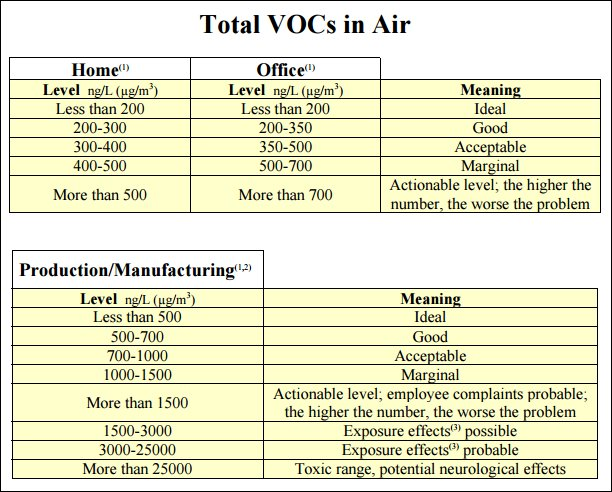 Total VOCs in Air
Home(1) Office(1)
Level ng/L (µg/m³) Level ng/L (µg/m³) Meaning
Less than 200 Less than 200 Ideal
200-300 200-350 Good
300-400 350-500 Acceptable
400-500 500-700 Marginal
More than 500 More than 700 Actionable level; the higher the
number, the worse the problem
Production/Manufacturing(1,2)
Level ng/L (µg/m³) Meaning
Less than 500 Ideal
500-700 Good
700-1000 Acceptable
1000-1500 Marginal
More than 1500 Actionable level; employee complaints probable;
the higher the number, the worse the problem
1500-3000 Exposure effects(3) possible
3000-25000 Exposure effects(3) probable
More than 25000 Toxic range, potential neurological effects